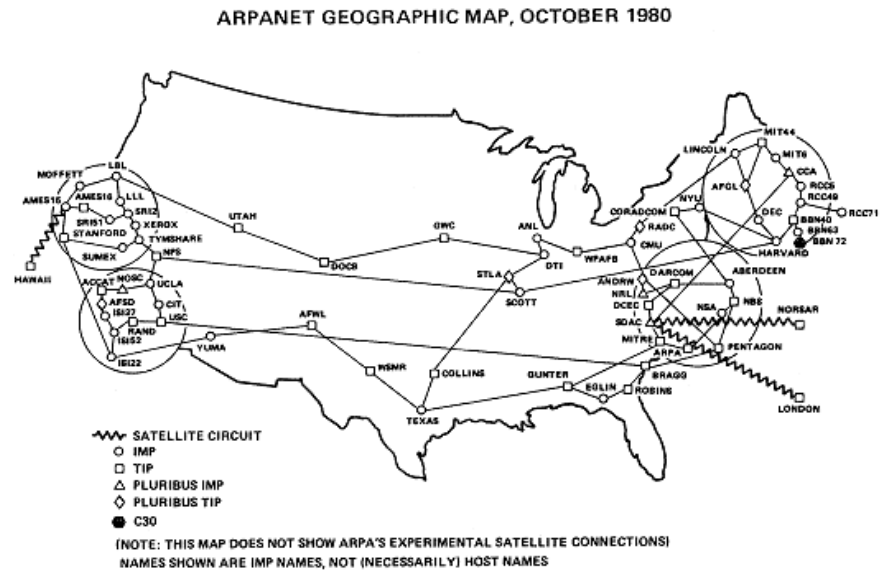 ARPANET GEOGRAPHIC MAP, OCTOBER 1980
MIT44
LINCOLN
MIT6
CCA
RCC5
RCC49
RCC71
AFGL
DEC
BBN40
BBN63
BBN 72
HARVARD
NYU
CORADCOM
RADC
CMU
LBL
MOFFETT
AMES15
AMES16
LLL
SRI2
SRI51
XEROX
STANFORD
TYMSHARE
SUMEX
NPS
HAWAII
UTAH
DOCB
GWC
ANL
DTI
WPAFB
STLA
SCOTT
ACCAT
NOSC
UCLA
AFSD
CIT
ISI27
RAND
USC
ISI52
ISI22
YUMA
AFWL
WSMR
TEXAS
COLLINS
GUNTER
EGLIN
ROBINS
BRAGG
DARCOM
ABERDEEN
ANDRW
NRL
DCEC
NSA
NBS
SDAC
NORSAR
MITRE
ARPA
PENTAGON
LONDON
SATELLITE CIRCUIT
IMP
TIP
PLURIBUS IMP
PLURIBUS TIP
C30
(NOTE: THIS MAP DOES NOT SHOW ARPA'S EXPERIMENTAL SATELLITE CONNECTIONS)
NAMES SHOWN ARE IMP NAMES, NOT (NECESSARILY) HOST NAMES